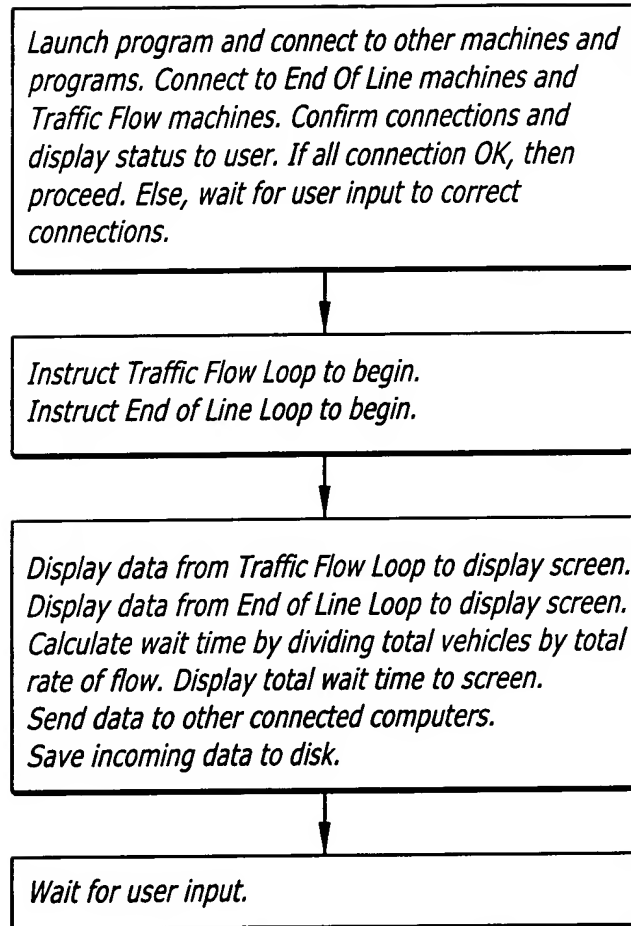 Launch program and connect to other machines and
programs. Connect to End Of Line machines and
Traffic Flow machines. Confirm connections and
display status to user. If all connection OK, then
proceed. Else, wait for user input to correct
connections.
Instruct Traffic Flow Loop to begin.
Instruct End of Line Loop to begin.
Display data from Traffic Flow Loop to display screen.
Display data from End of Line Loop to display screen.
Calculate wait time by dividing total vehicles by total
rate of flow. Display total wait time to screen.
Send data to other connected computers.
Save incoming data to disk.
Wait for user input.